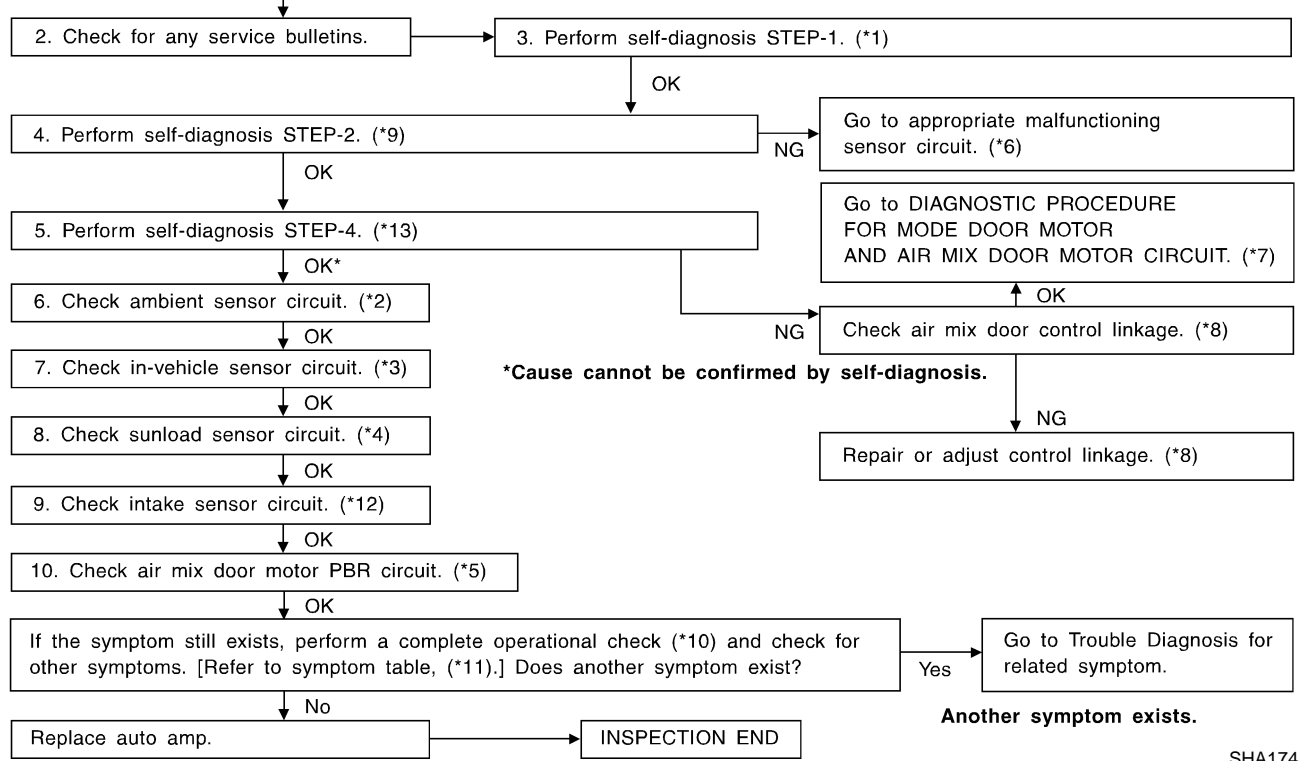 2. Check for any service bulletins.
3. Perform self-diagnosis STEP-1. (*1)
OK
4. Perform self-diagnosis STEP-2. (*9)
NG
Go to appropriate malfunctioning
sensor circuit. (*6)
OK
5. Perform self-diagnosis STEP-4. (*13)
Go to DIAGNOSTIC PROCEDURE
FOR MODE DOOR MOTOR
AND AIR MIX DOOR MOTOR CIRCUIT. (*7)
OK*
OK
6. Check ambient sensor circuit. (*2)
NG
Check air mix door control linkage. (*8)
OK
7. Check in-vehicle sensor circuit. (*3)
*Cause cannot be confirmed by self-diagnosis.
OK
NG
8. Check sunload sensor circuit. (*4)
Repair or adjust control linkage. (*8)
OK
9. Check intake sensor circuit. (*12)
OK
10. Check air mix door motor PBR circuit. (*5)
OK
If the symptom still exists, perform a complete operational check (*10) and check for
other symptoms. [Refer to symptom table, (*11).] Does another symptom exist?
Yes
Go to Trouble Diagnosis for
related symptom.
No
Another symptom exists.
Replace auto amp.
INSPECTION END
SHA174